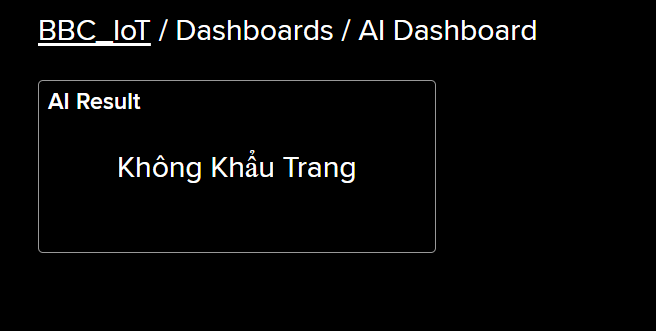 BBC_IoT / Dashboards / AI Dashboard
AI Result
Không Khẩu Trang